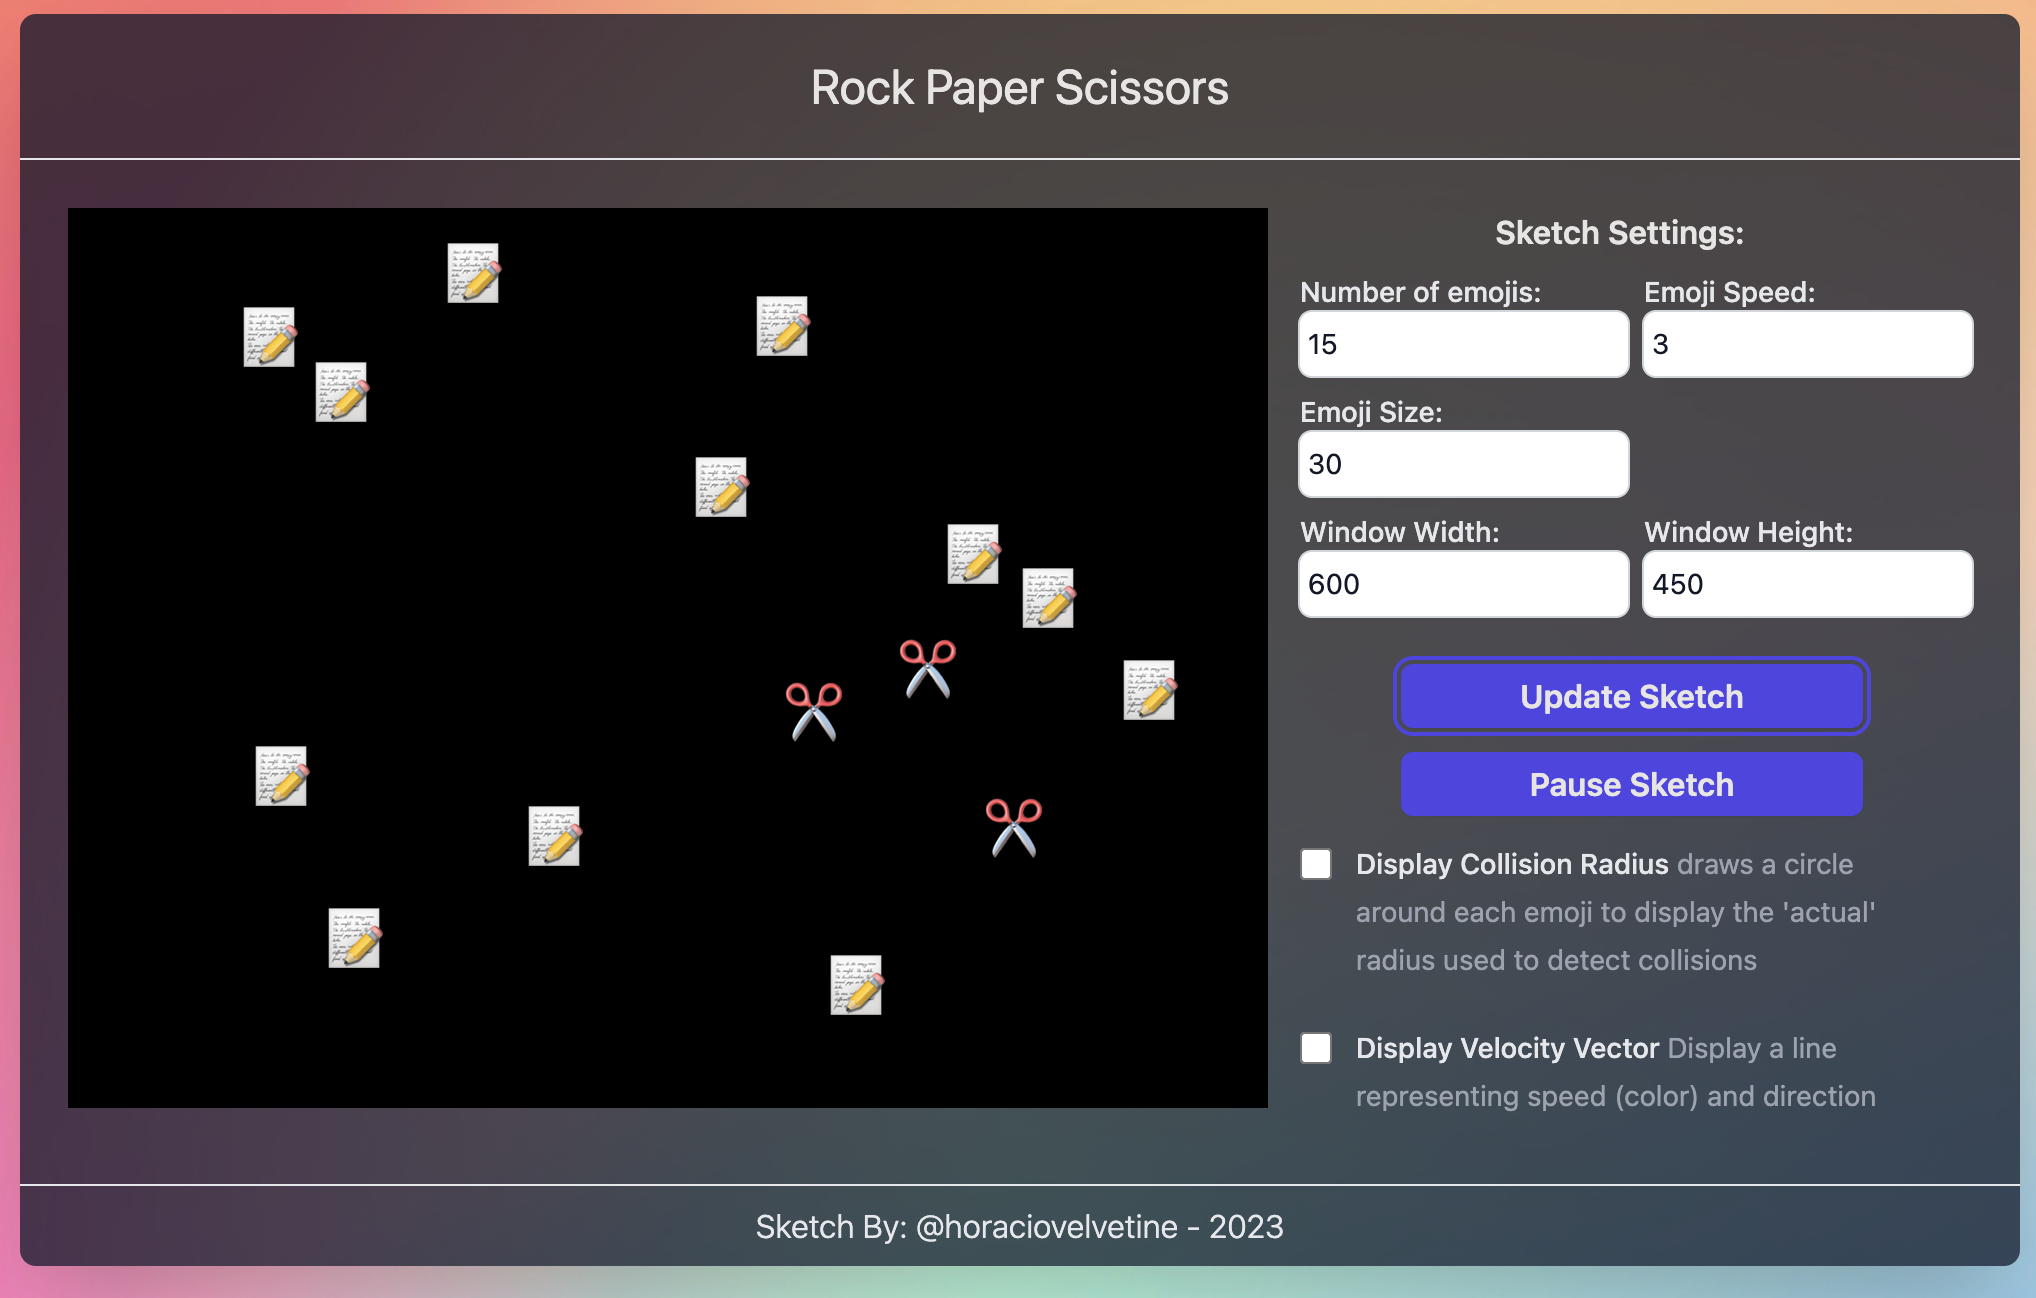 Rock Paper Scissors
Sketch Settings:
Number of emojis:
Emoji Speed:
15
3
Emoji Size:
30
Window Width:
Window Height:
600
450
Update Sketch
Pause Sketch
Display Collision Radius draws a circle
around each emoji to display the 'actual'
radius used to detect collisions
Display Velocity Vector Display a line
representing speed (color) and direction
Sketch By: @horaciovelvetine - 2023